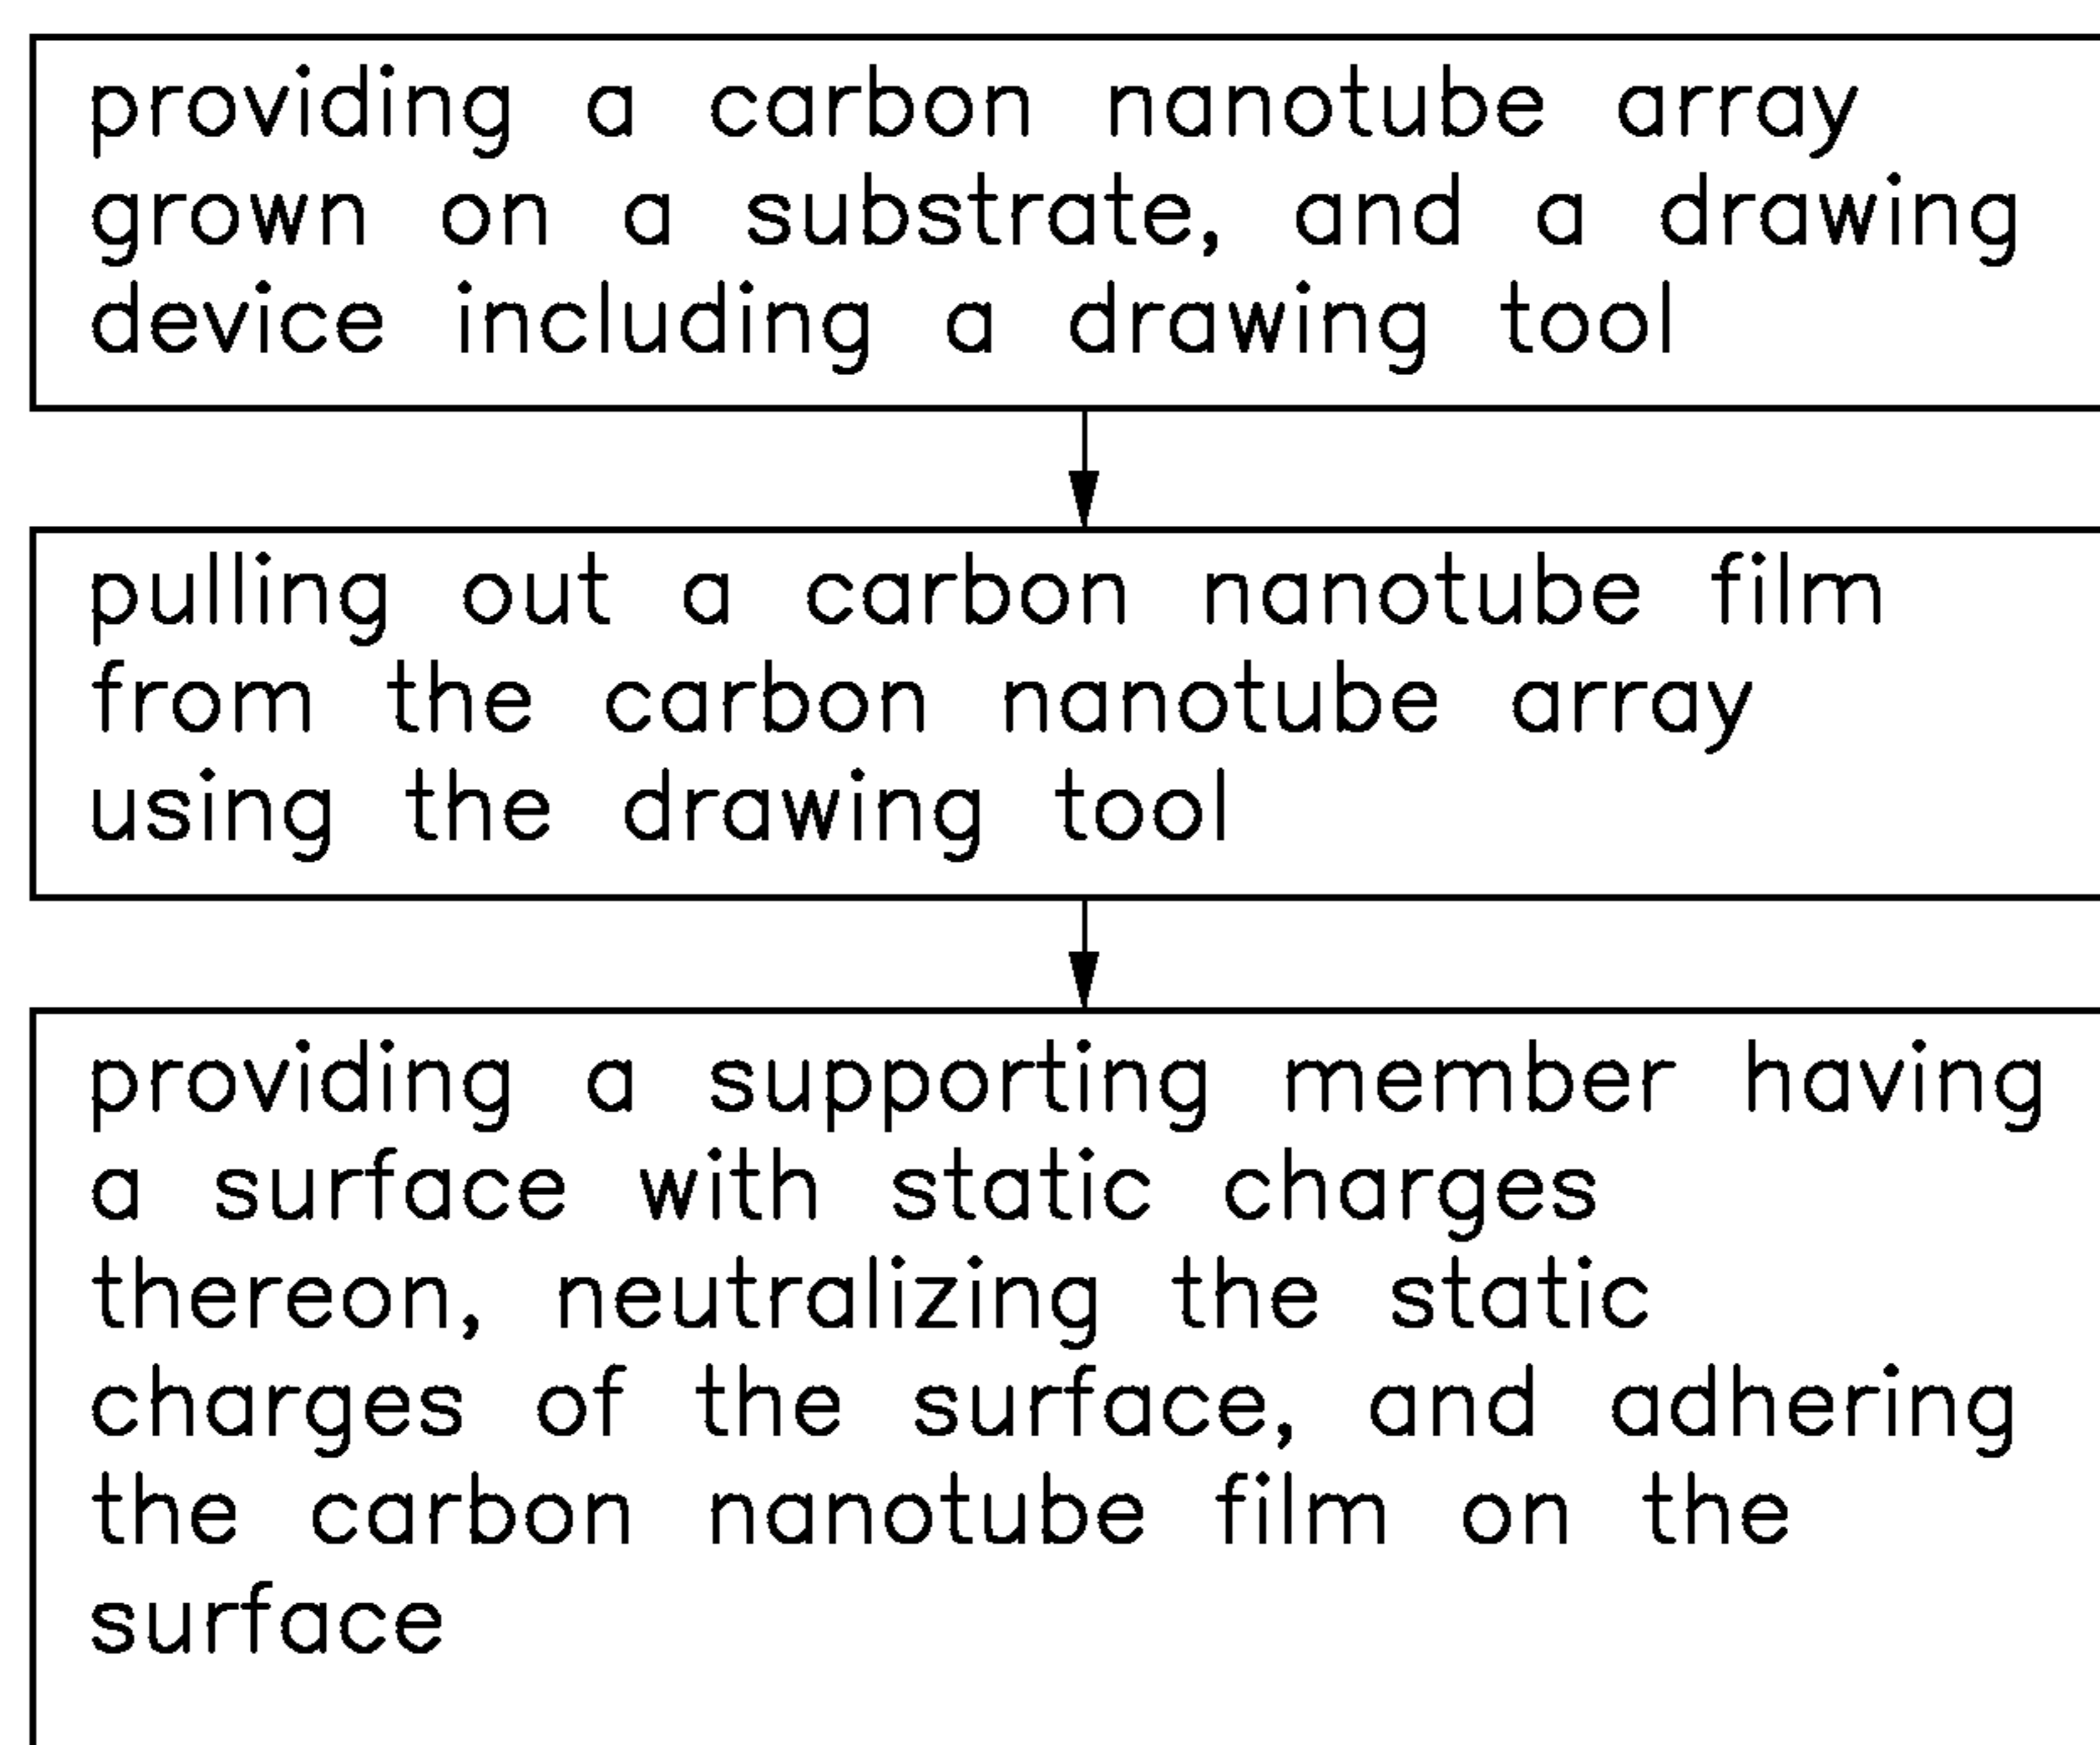 providing a carbon nanotube array
grown on a substrate, and a drawing
device including a drawing tool
pulling out a carbon nanotube film
from the carbon nanotube array
using the drawing tool
providing a supporting member having
a surface with static charges
thereon, neutralizing the static
charges of the surface, and adhering
the carbon nanotube film on the
surface